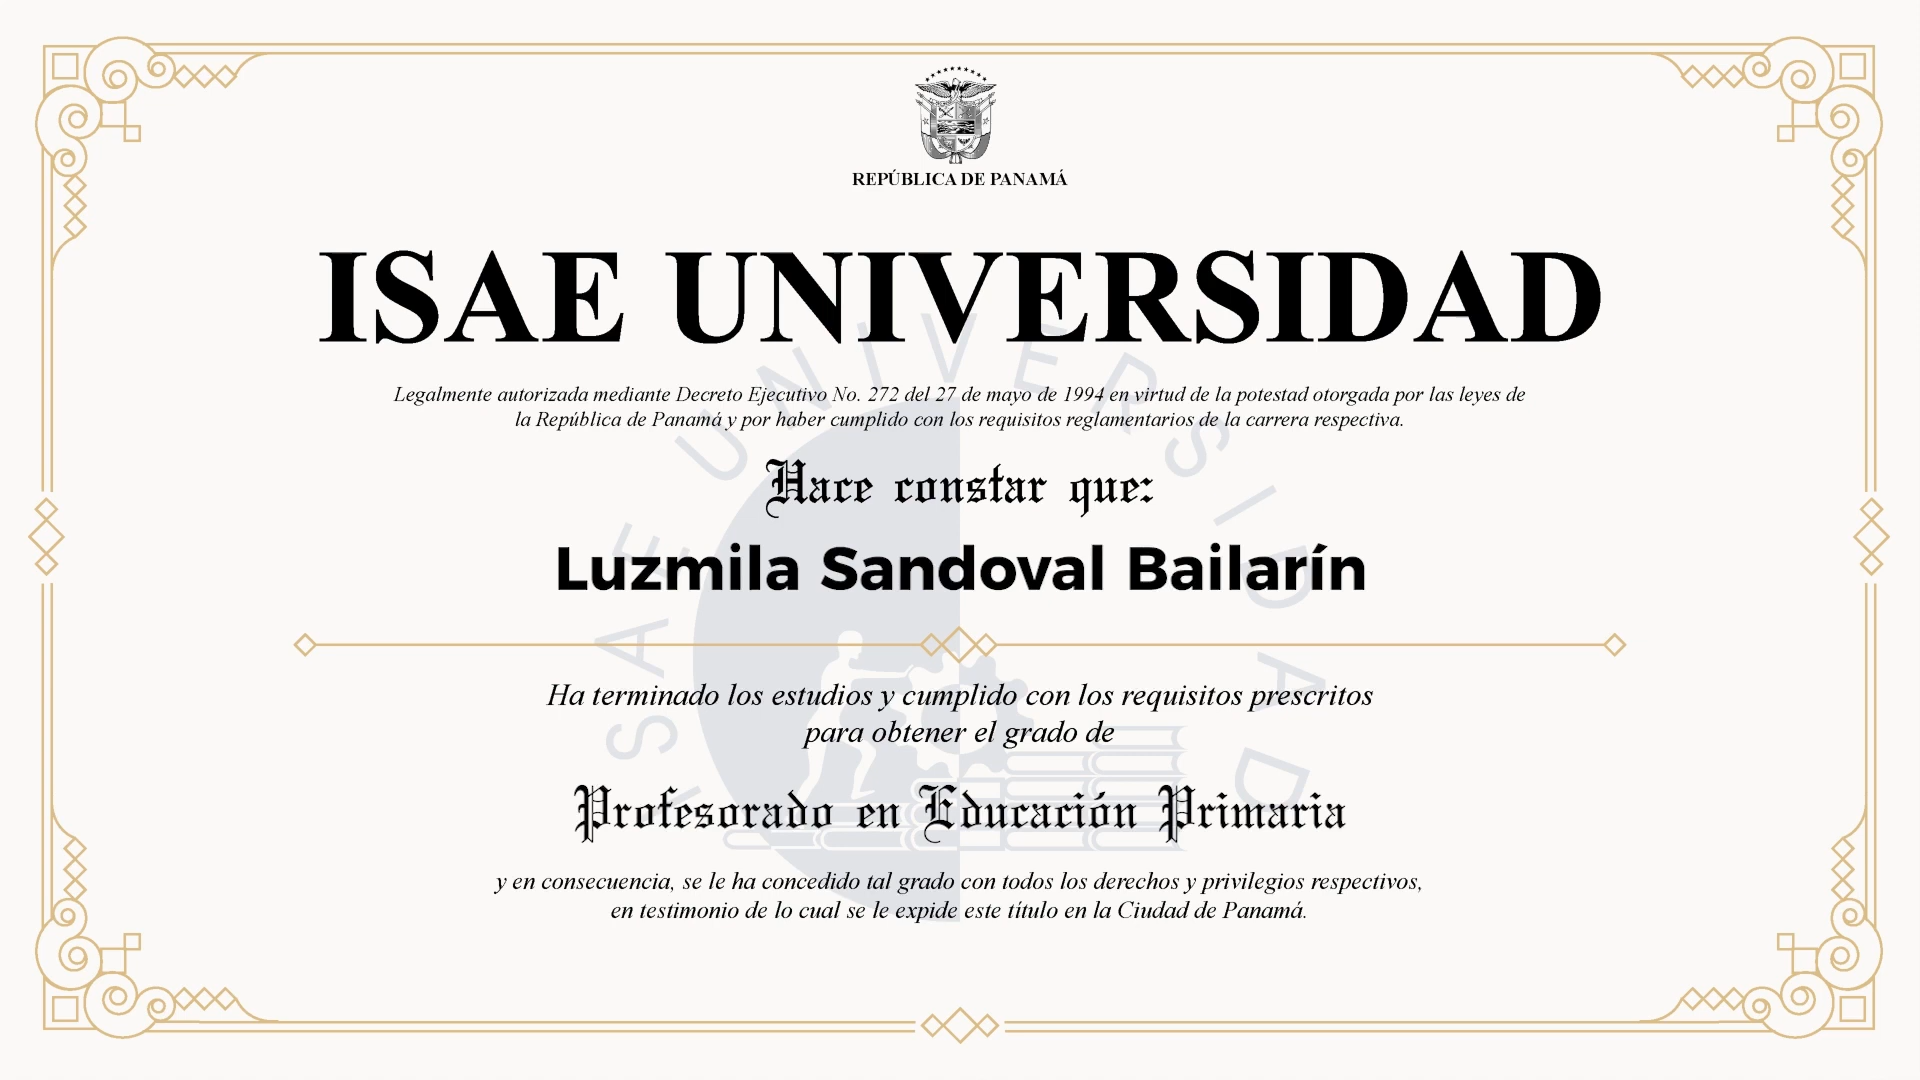 REPÚBLICA DE PANAMÁ
ISAE UNIVERSIDAD
Legalmente autorizada mediante Decreto Ejecutivo No. 272 del 27 de mayo de 1994 en virtud de la potestad otorgada por las leyes de
la República de Panamá y por haber cumplido con los requisitos reglamentarios de la carrera respectiva.
Hace constar que:
Luzmila Sandoval Bailarín
Ha terminado los estudios y cumplido con los requisitos prescritos
para obtener el grado de
Profesorado en Educación Primaria
y en consecuencia, se le ha concedido tal grado con todos los derechos y privilegios respectivos,
en testimonio de lo cual se le expide este título en la Ciudad de Panamá.
ISAE UNIVERSIDAD